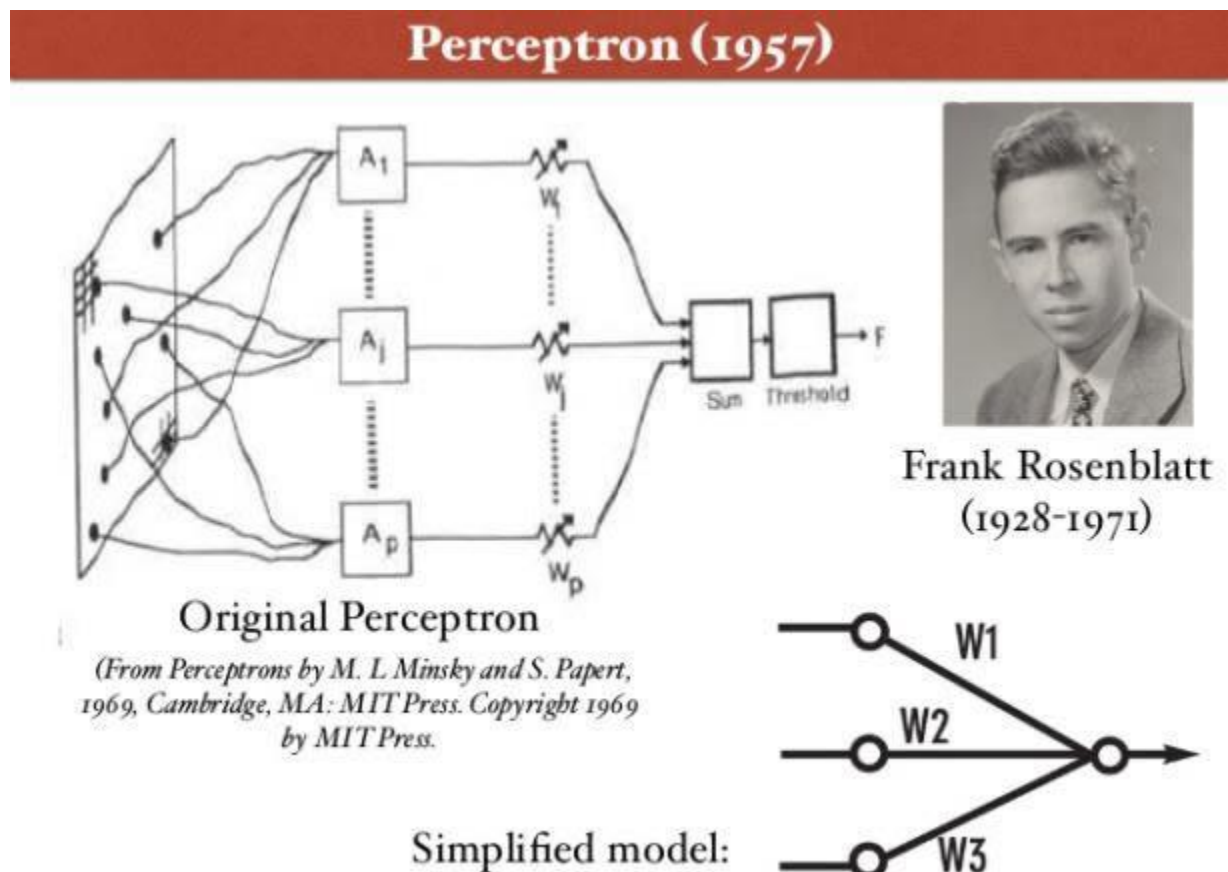 Perceptron (1957)
A1
Wi
Aj
Wj
Sum
Threshold
F
Ap
Wp
Frank Rosenblatt
(1928-1971)
Original Perceptron
(From Perceptrons by M. L Minsky and S. Papert,
1969, Cambridge, MA: MIT Press. Copyright 1969
by MIT Press.
W1
W2
W3
Simplified model: